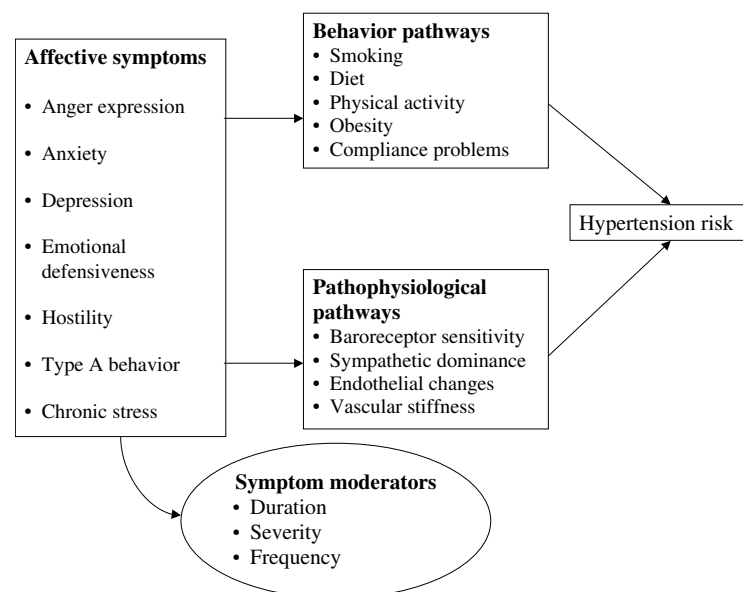 Affective symptoms
• Anger expression
• Anxiety
• Depression
• Emotional
defensiveness
• Hostility
• Type A behavior
• Chronic stress
Behavior pathways
• Smoking
• Diet
• Physical activity
• Obesity
• Compliance problems
Pathophysiological
pathways
• Baroreceptor sensitivity
• Sympathetic dominance
• Endothelial changes
• Vascular stiffness
Hypertension risk
Symptom moderators
• Duration
• Severity
• Frequency